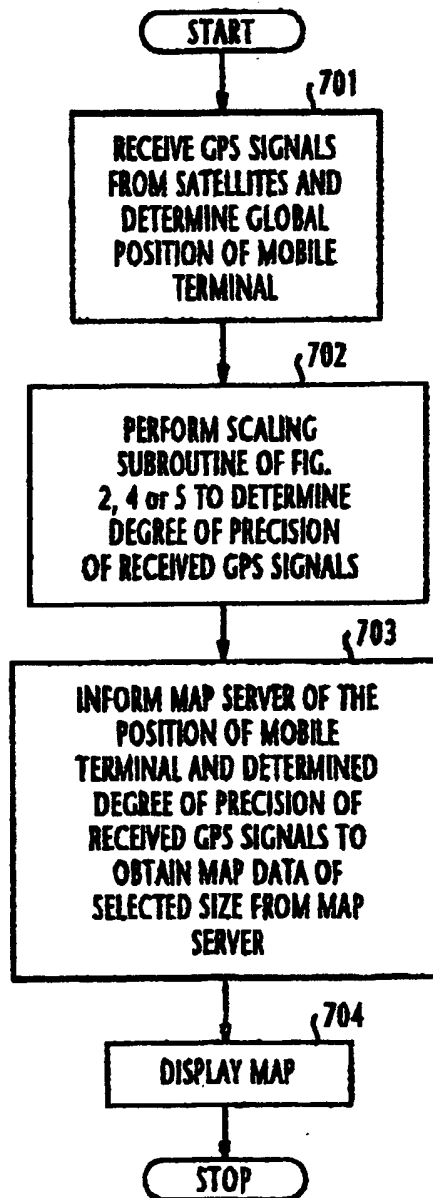 START
701
RECEIVE GPS SIGNALS
FROM SATELLITES AND
DETERMINE GLOBAL
POSITION OF MOBILE
TERMINAL
702
PERFORM SCALING
SUBROUTINE OF FIG.
2, 4 or 5 TO DETERMINE
DEGREE OF PRECISION
OF RECEIVED GPS SIGNALS
703
INFORM MAP SERVER OF THE
POSITION OF MOBILE
TERMINAL AND DETERMINED
DEGREE OF PRECISION OF
RECEIVED GPS SIGNALS TO
OBTAIN MAP DATA OF
SELECTED SIZE FROM MAP
SERVER
704
DISPLAY MAP
STOP